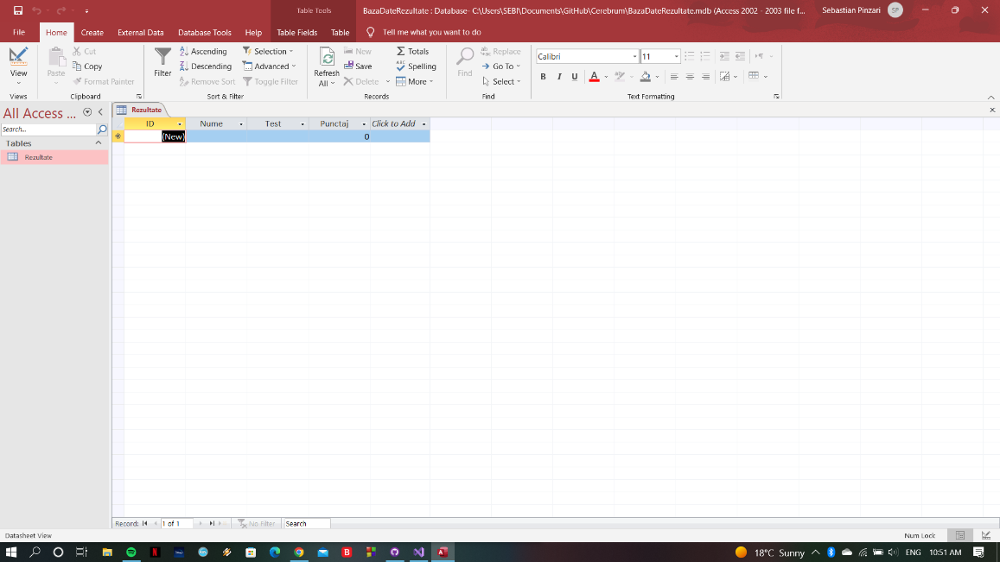 Table Tools
BazaDateRezultate : Database- C:\Users\SEBI\Documents\GitHub\Cerebrum\BazaDateRezultate.mdb (Access 2002 - 2003 file f...
Sebastian Pinzari
SP
File Home Create External Data Database Tools Help Table Fields Table Tell me what you want to do
View
Views
Paste
Cut
Copy
Format Painter
Clipboard
Filter
Ascending
Descending
Remove Sort
Selection
Advanced
Toggle Filter
Sort & Filter
Refresh
All
New
Save
Delete
Totals
Spelling
More
Records
Find
Replace
Go To
Select
Find
Calibri 11
B I U A
Text Formatting
All Access ...
Search...
Tables
Rezultate
Rezultate
ID Nume Test Punctaj Click to Add
(New) 0
Record: 1 of 1 No Filter Search
Datasheet View
Num Lock
18°C Sunny
ENG
10:51 AM